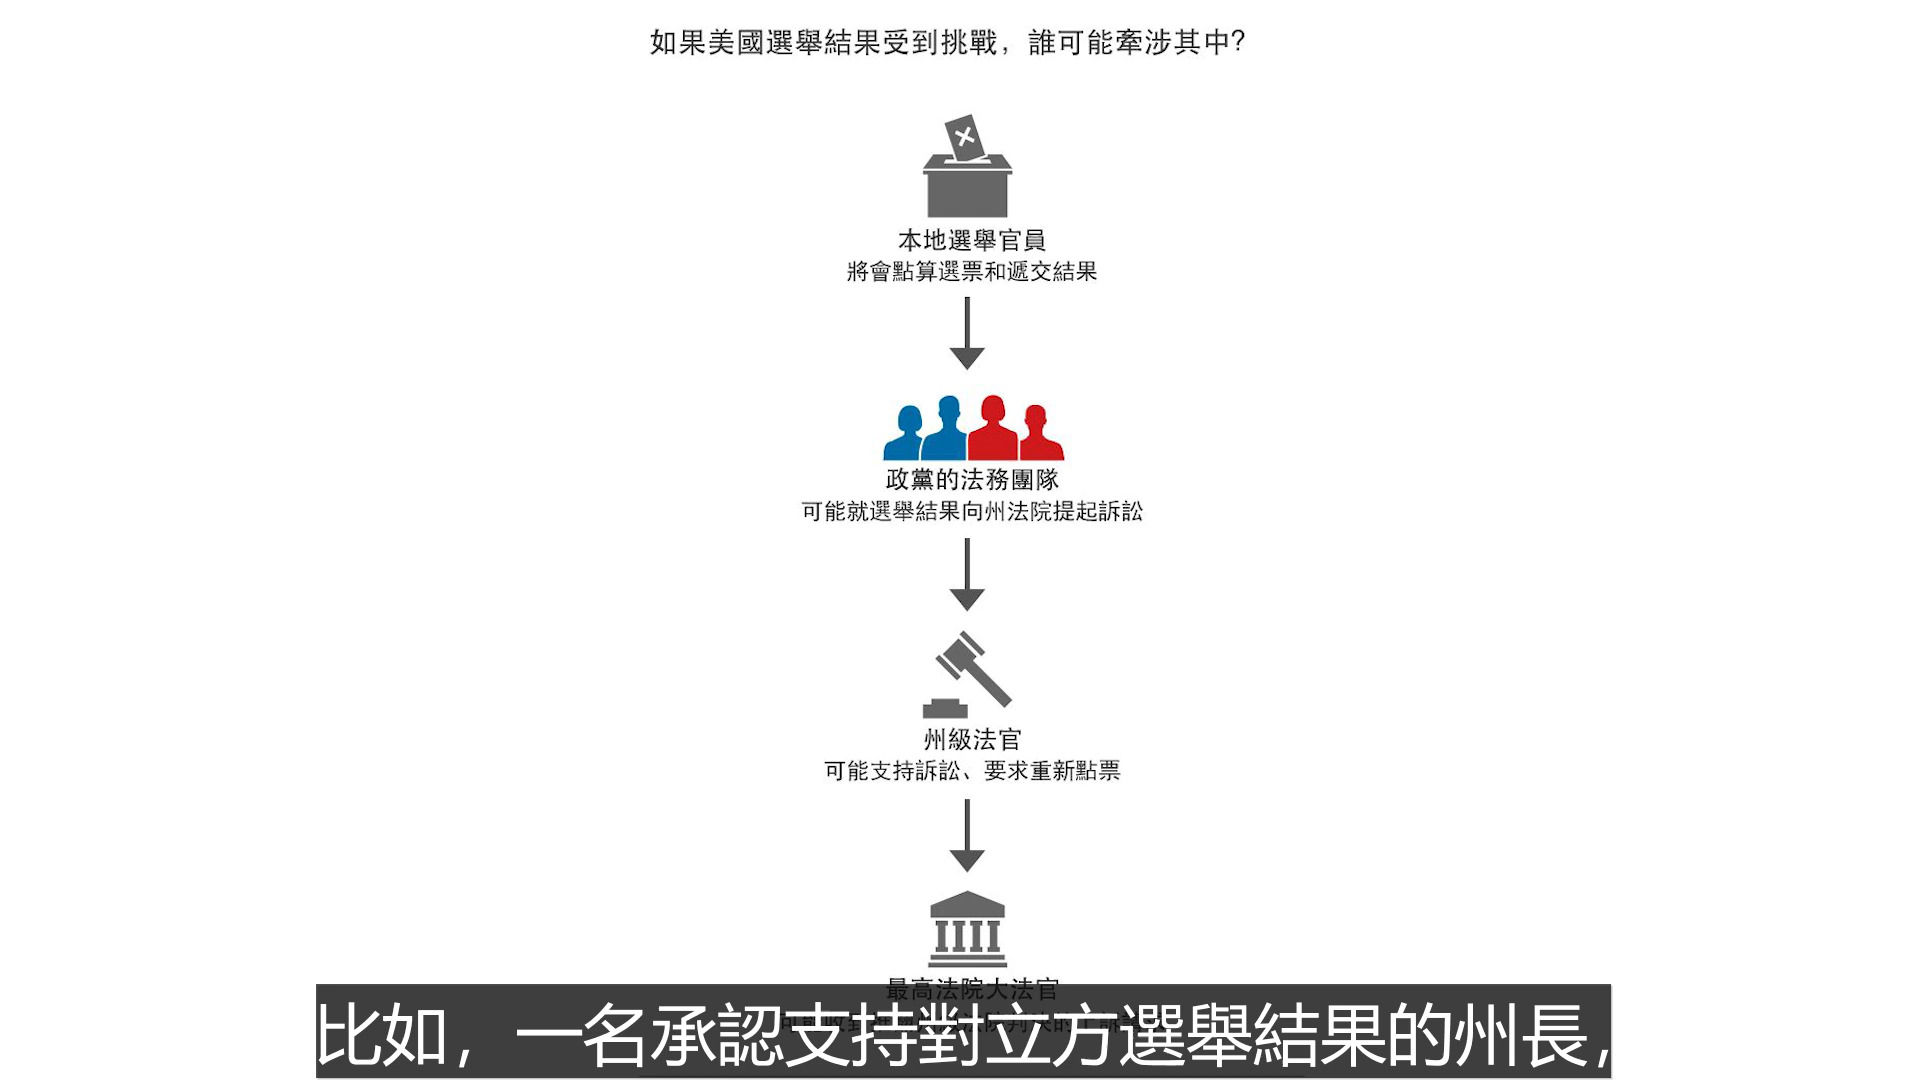 如果美國選舉結果受到挑戰，誰可能牽涉其中？
本地選舉官員
將會點算選票和遞交結果
政黨的法務團隊
可能就選舉結果向州法院提起訴訟
州級法官
可能支持訴訟、要求重新點票
最高法院大法官
比如，一名承認支持對立方選舉結果的州長，